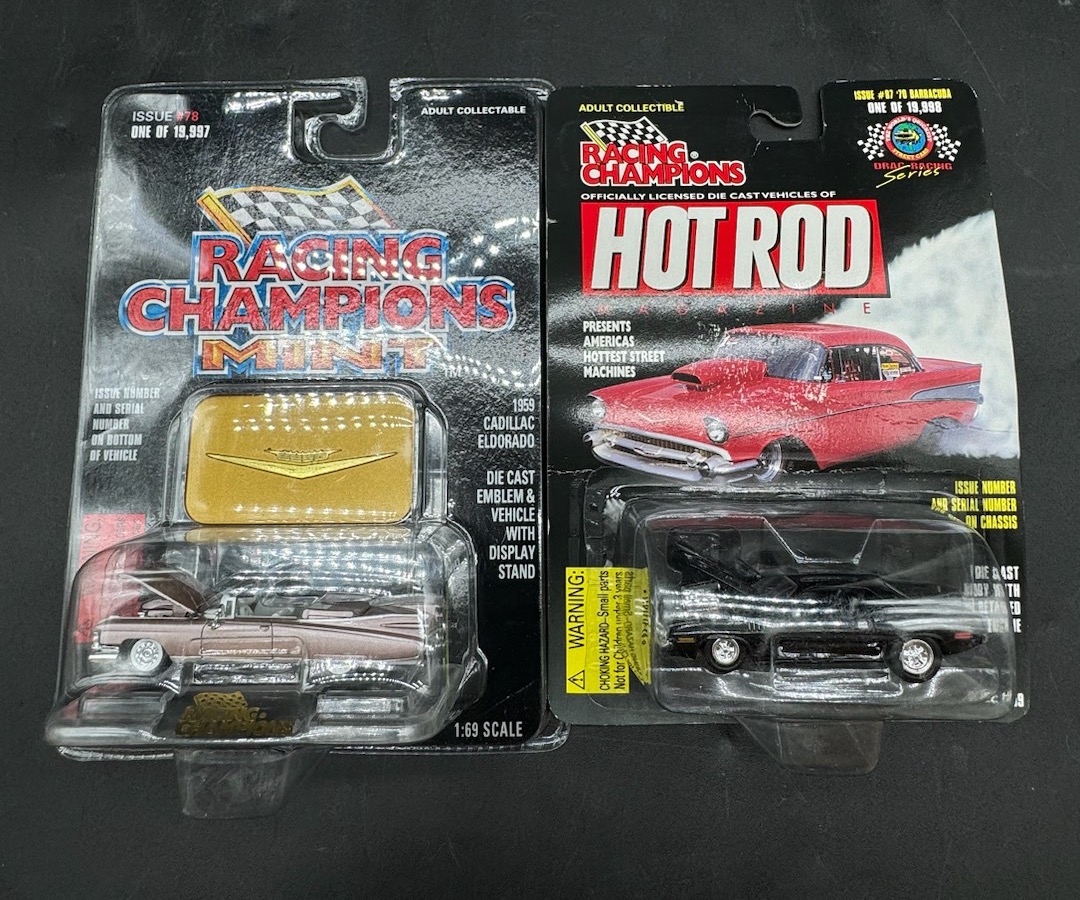 ISSUE #78
ONE OF 19,997
ADULT COLLECTABLE
RACING
CHAMPIONS
MINT™
ISSUE NUMBER
AND SERIAL
NUMBER
ON BOTTOM
OF VEHICLE
1959
CADILLAC
ELDORADO
DIE CAST
EMBLEM &
VEHICLE
WITH
DISPLAY
STAND
1:69 SCALE
ADULT COLLECTIBLE
RACING®
CHAMPIONS
ISSUE #87 '70 BARRACUDA
ONE OF 19,998
DRAG RACING
Series
OFFICIALLY LICENSED DIE CAST VEHICLES OF
HOT ROD
MAGAZINE
PRESENTS
AMERICAS
HOTTEST STREET
MACHINES
ISSUE NUMBER
AND SERIAL NUMBER
ON CHASSIS
DIE CAST
WARNING:
CHOKING HAZARD—Small parts
Not for Children under 3 years.